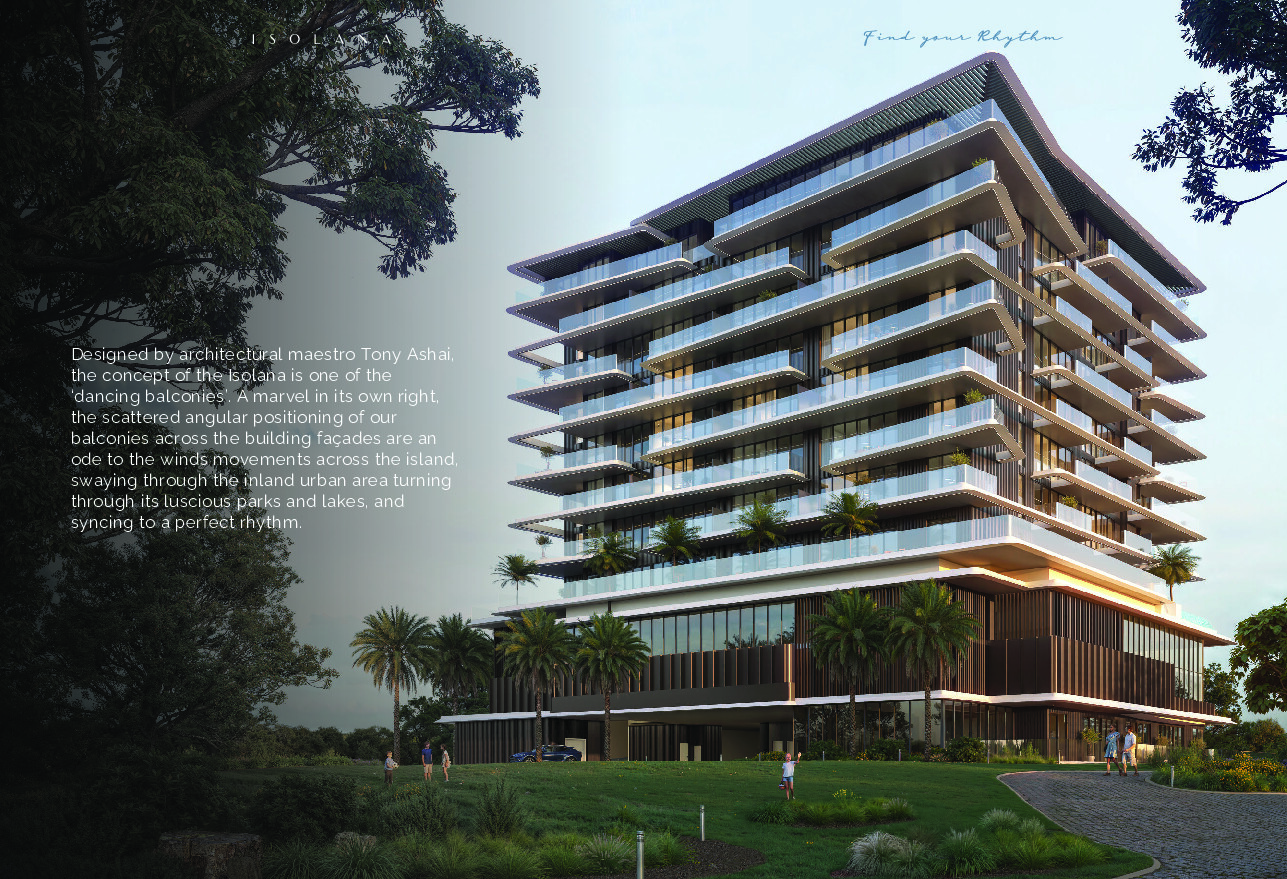 ISOLANA
Find your Rhythm
Designed by architectural maestro Tony Ashai,
the concept of the Isolana is one of the
'dancing balconies'. A marvel in its own right,
the scattered angular positioning of our
balconies across the building façades are an
ode to the winds movements across the island,
swaying through the inland urban area turning
through its luscious parks and lakes, and
syncing to a perfect rhythm.